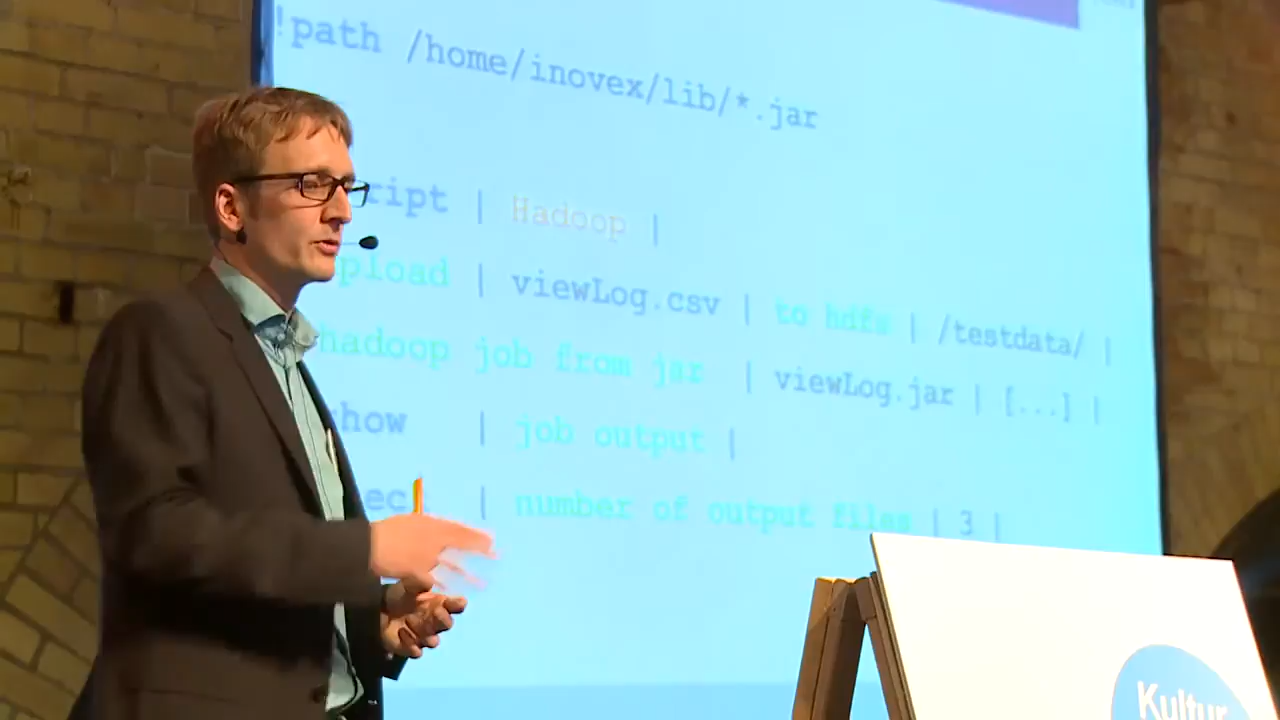 !path /home/inovex/lib/*.jar
ript | Hadoop |
pload | viewLog.csv | to hdfs | /testdata/ |
hadoop job from jar | viewLog.jar | [...] |
how | job output |
ec | number of output files | 3 |
Kultur